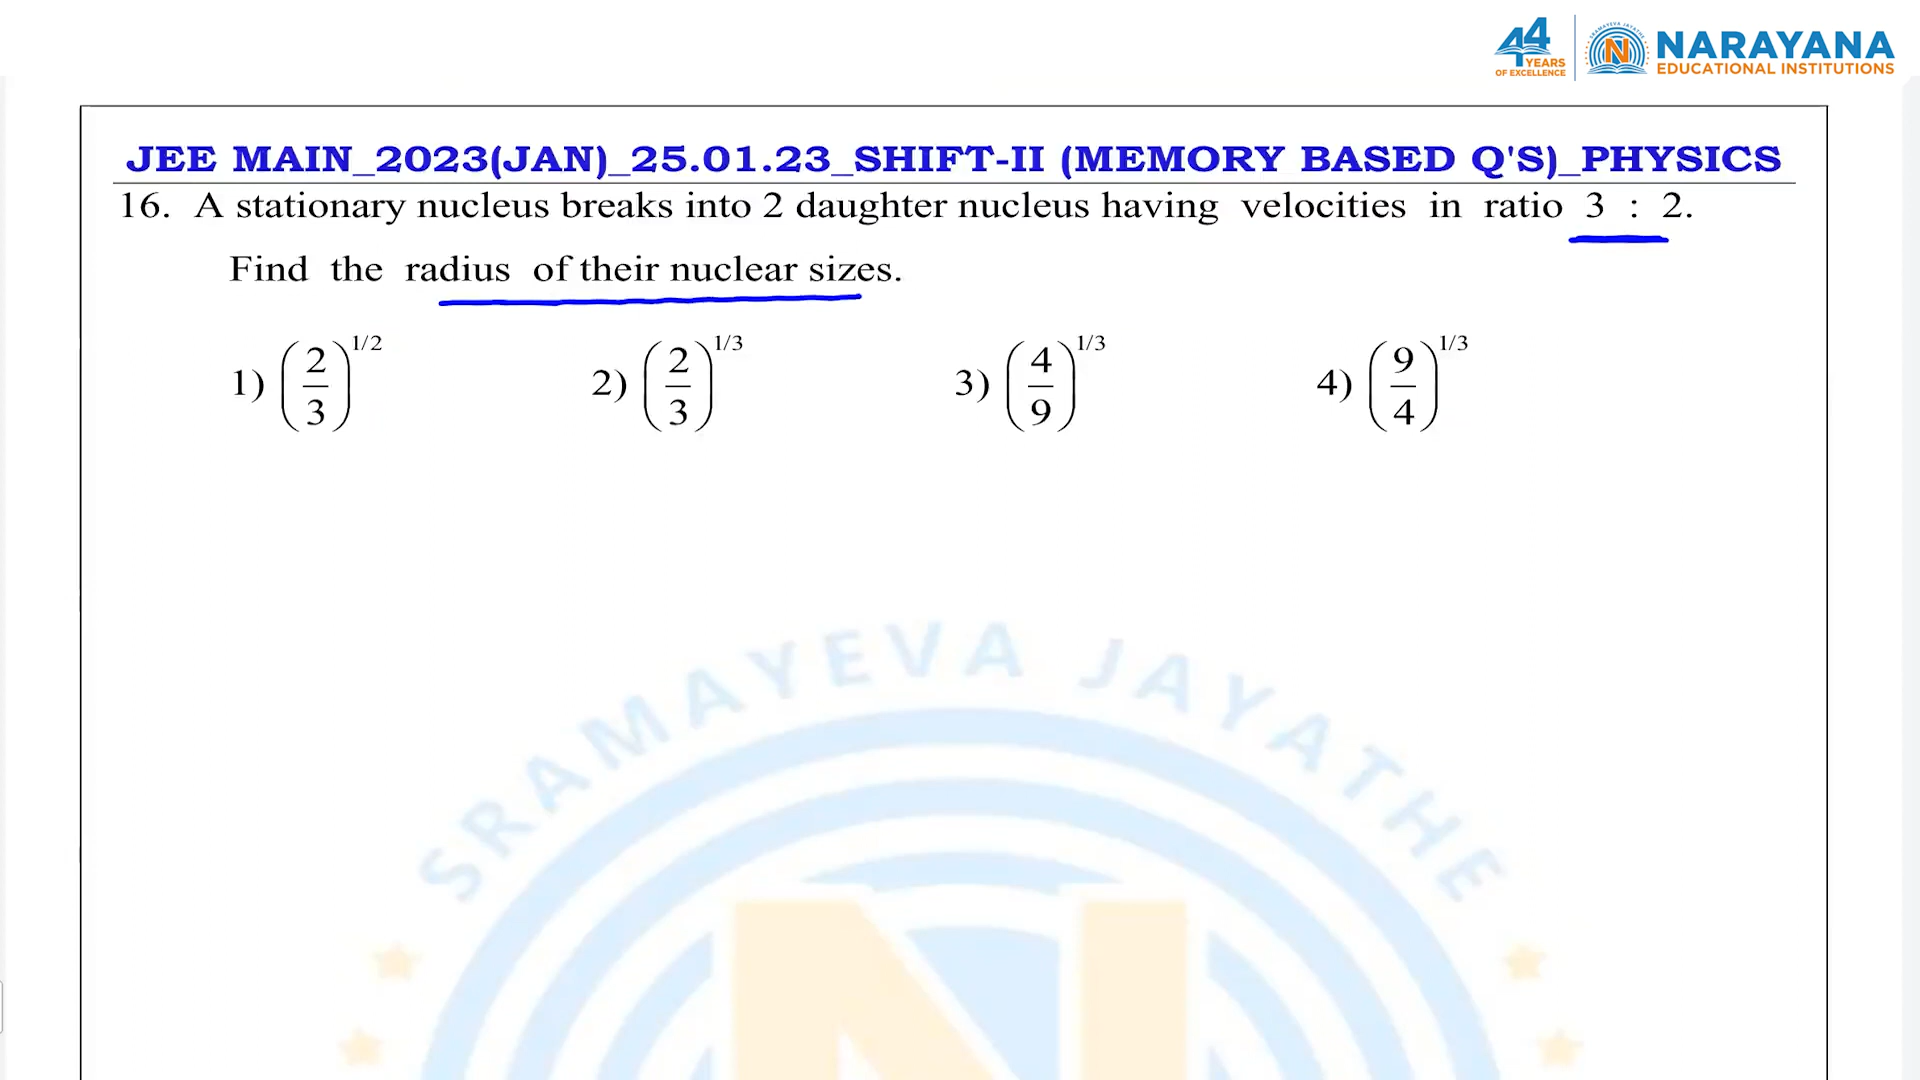 44
YEARS
OF EXCELLENCE
SRAMAYEVA JAYATHE
N
NARAYANA
EDUCATIONAL INSTITUTIONS
JEE MAIN_2023(JAN)_25.01.23_SHIFT-II (MEMORY BASED Q'S)_PHYSICS
16. A stationary nucleus breaks into 2 daughter nucleus having velocities in ratio 3 : 2.
Find the radius of their nuclear sizes.
1) (2/3)^1/2 2) (2/3)^1/3 3) (4/9)^1/3 4) (9/4)^1/3
SRAMAYEVA JAYATHE
N